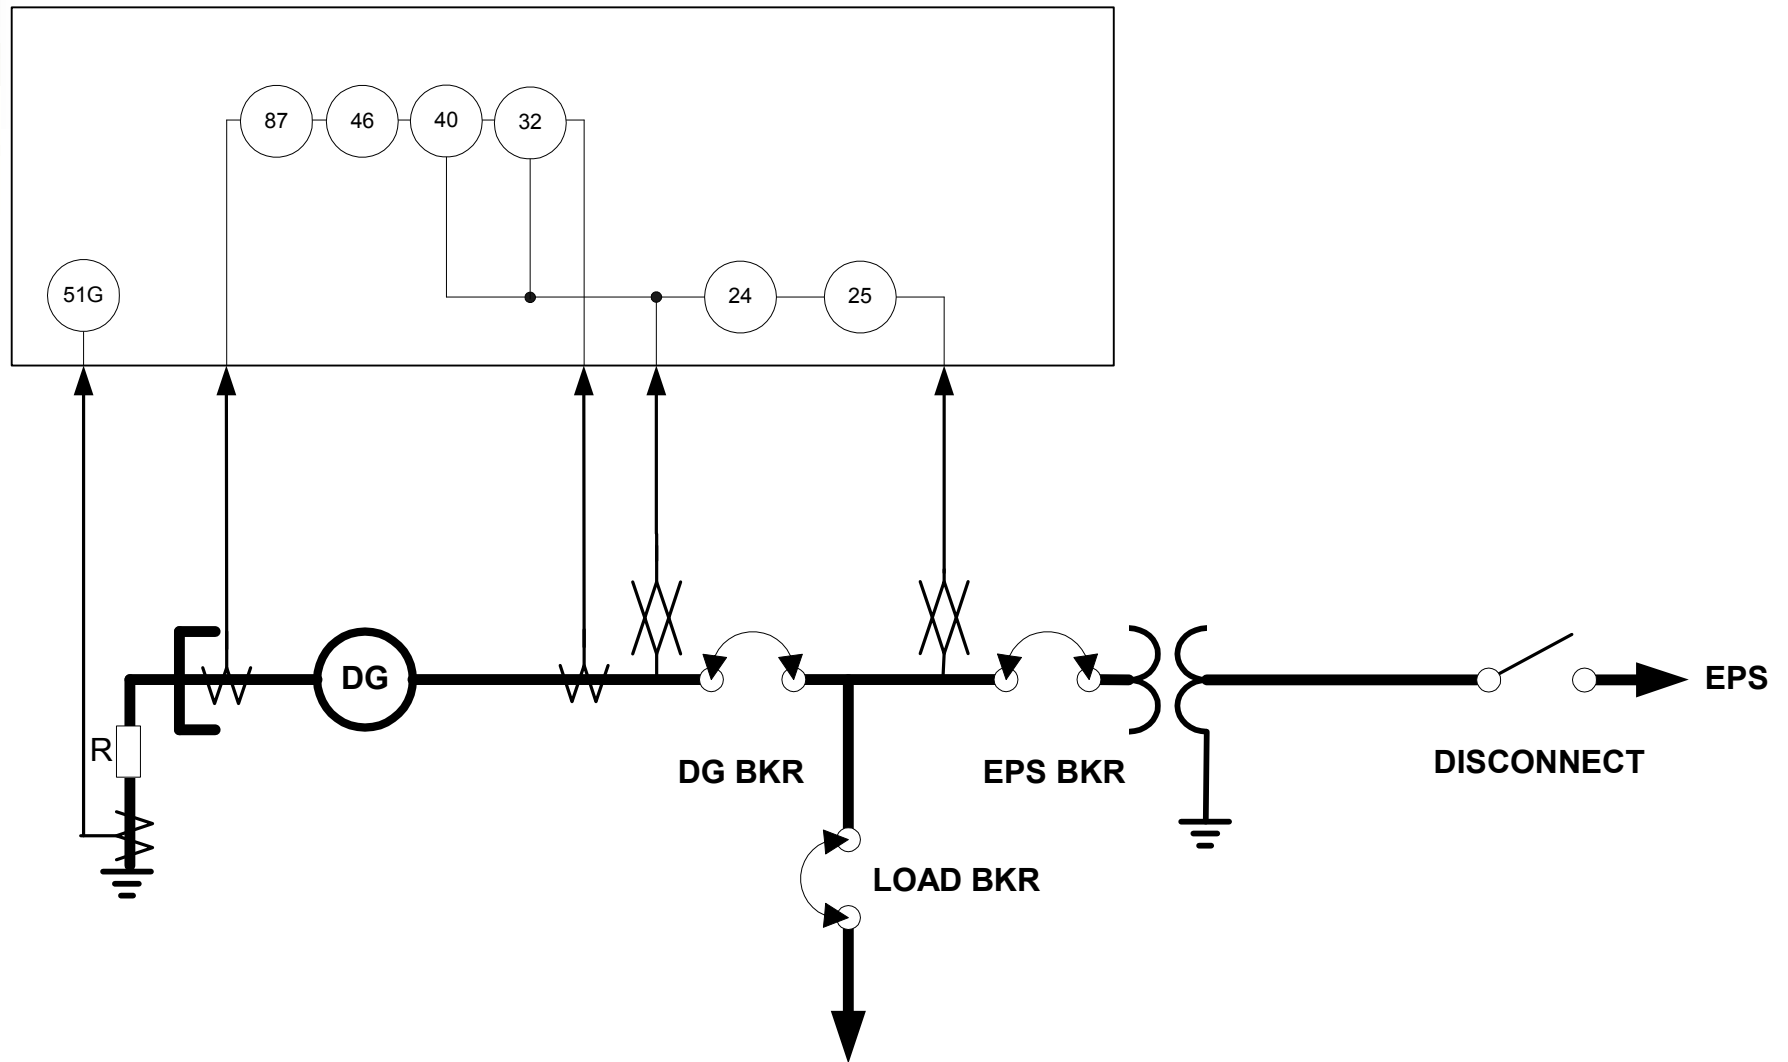 87 46 40 32
51G 24 25
DG EPS
R
DG BKR EPS BKR DISCONNECT
LOAD BKR